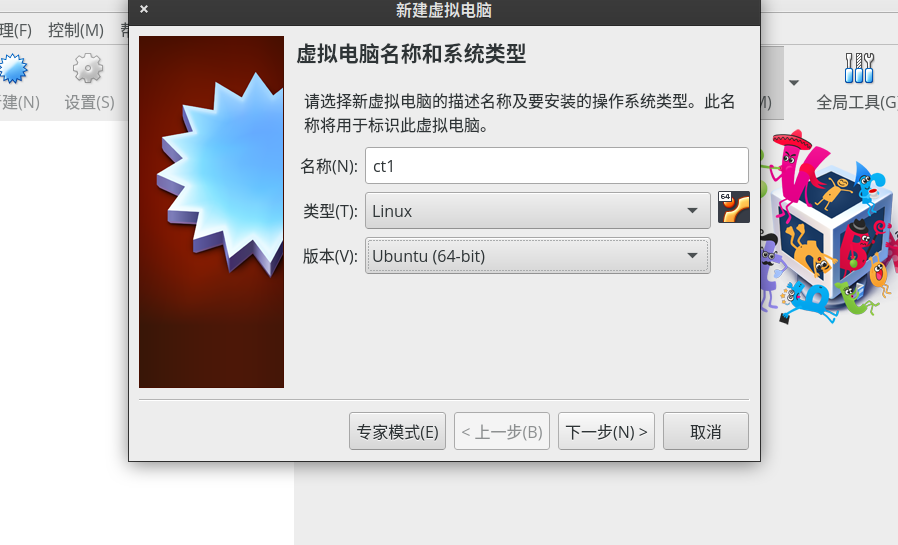 新建虚拟电脑
理(F) 控制(M) 帮
建(N) 设置(S)
全局工具(G
虚拟电脑名称和系统类型
请选择新虚拟电脑的描述名称及要安装的操作系统类型。此名
称将用于标识此虚拟电脑。
名称(N): ct1
类型(T): Linux
64
版本(V): Ubuntu (64-bit)
专家模式(E) < 上一步(B) 下一步(N) > 取消